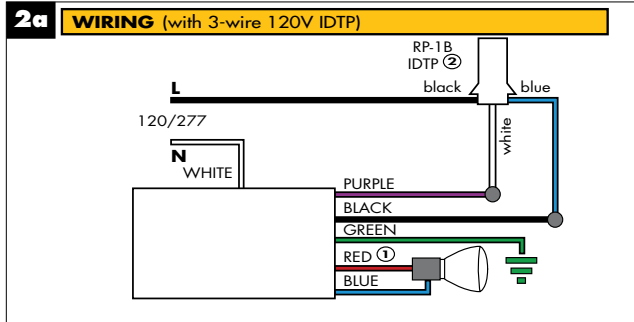 2a WIRING (with 3-wire 120V IDTP)
RP-1B
IDTP ②
black
blue
L
120/277
white
N
WHITE
PURPLE
BLACK
GREEN
RED ①
BLUE